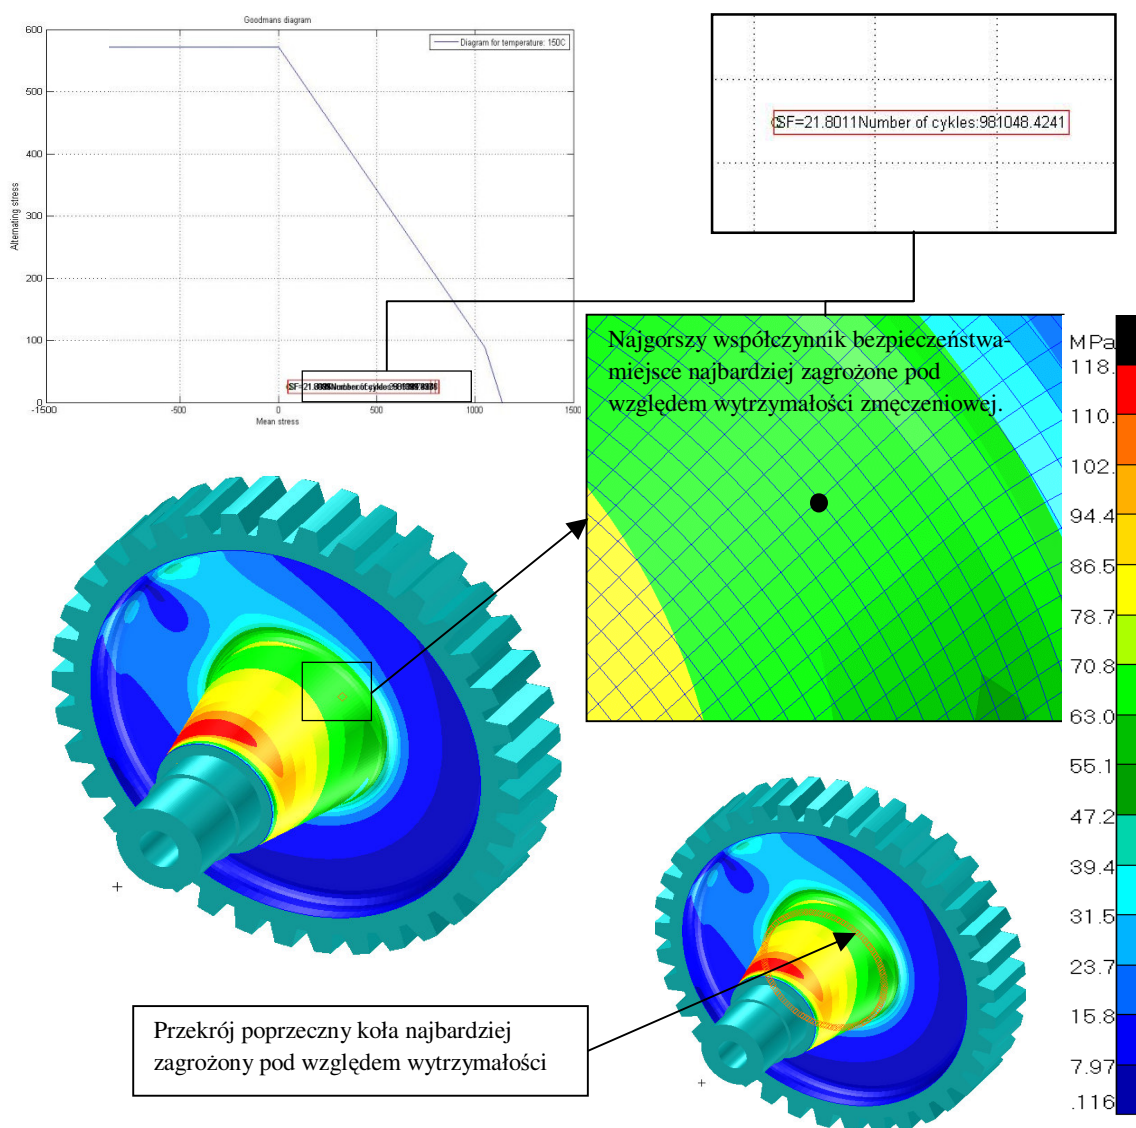 Goodmans diagram
Diagram for temperature: 150C
600
500
400
300
200
100
0
Alternating stress
-1500
-500
0
500
1000
1500
Mean stress
SF=21.8011Number of cykles:981048.4241
Najgorszy współczynnik bezpieczeństwa-
miejsce najbardziej zagrożone pod
względem wytrzymałości zmęczeniowej.
MPa
118.
110.
102.
94.4
86.5
78.7
70.8
63.0
55.1
47.2
39.4
31.5
23.7
15.8
7.97
.116
Przekrój poprzeczny koła najbardziej
zagrożony pod względem wytrzymałości